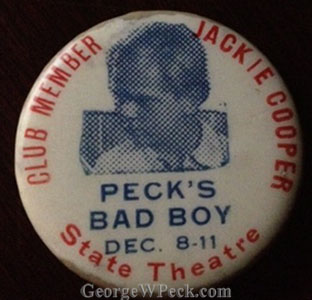 CLUB MEMBER JACKIE COOPER
PECK'S
BAD BOY
DEC. 8-11
State Theatre
GeorgeWPeck.com